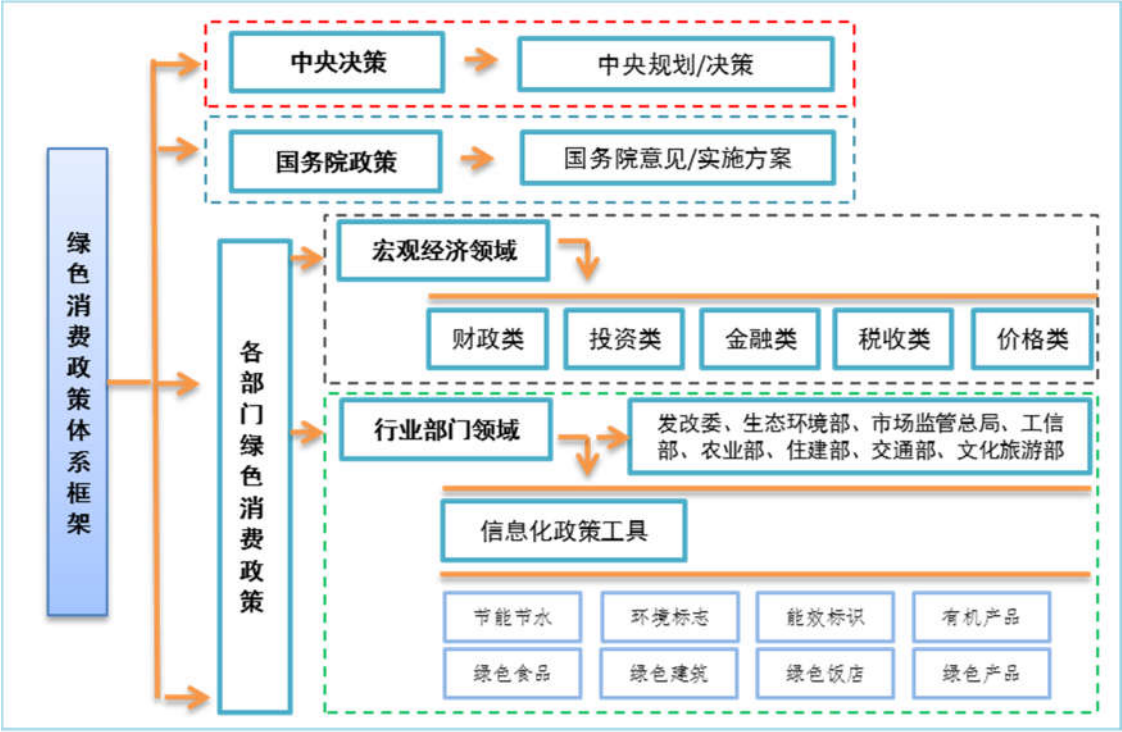 绿色消费政策体系框架
中央决策
中央规划/决策
国务院政策
国务院意见/实施方案
各部门绿色消费政策
宏观经济领域
财政类
投资类
金融类
税收类
价格类
行业部门领域
发改委、生态环境部、市场监管总局、工信
部、农业部、住建部、交通部、文化旅游部
信息化政策工具
节能节水
环境标志
能效标识
有机产品
绿色食品
绿色建筑
绿色饭店
绿色产品